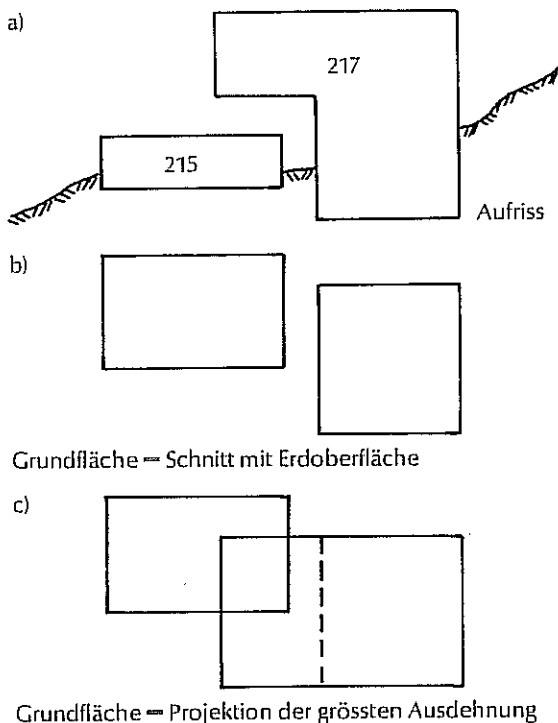 a)
217
215
Aufriss
b)
Grundfläche = Schnitt mit Erdoberfläche
c)
Grundfläche = Projektion der grössten Ausdehnung